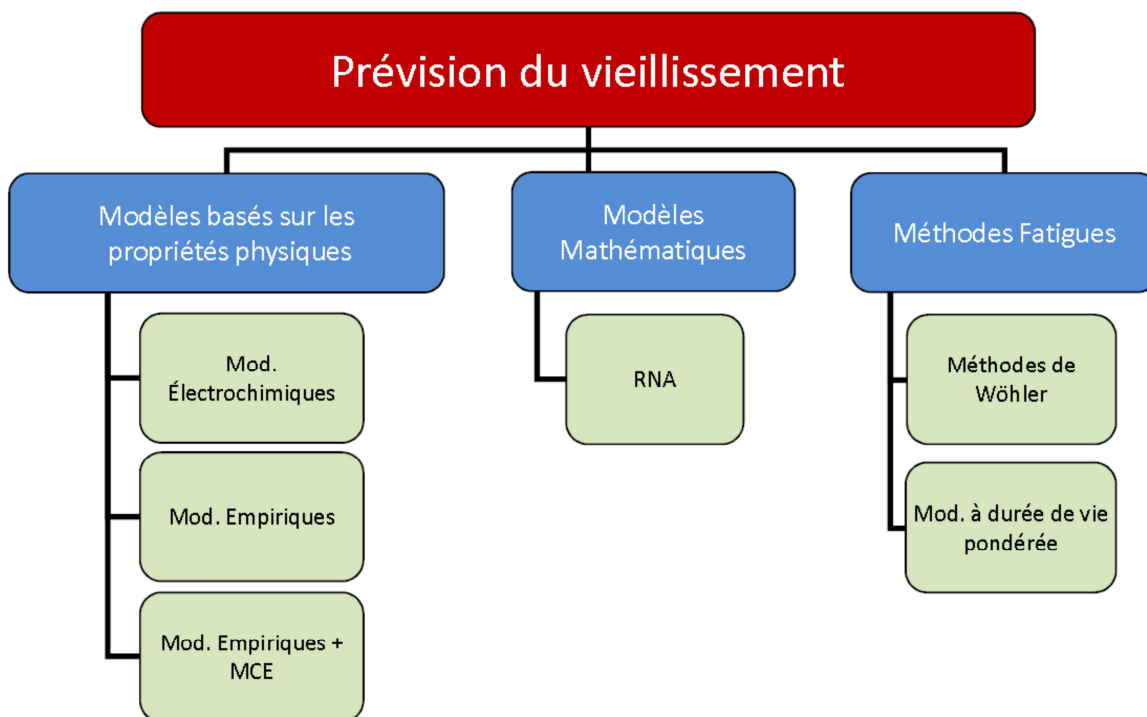 Prévision du vieillissement
Modèles basés sur les
propriétés physiques
Modèles
Mathématiques
Méthodes Fatigues
Mod.
Électrochimiques
RNA
Méthodes de
Wöhler
Mod. Empiriques
Mod. à durée de vie
pondérée
Mod. Empiriques +
MCE